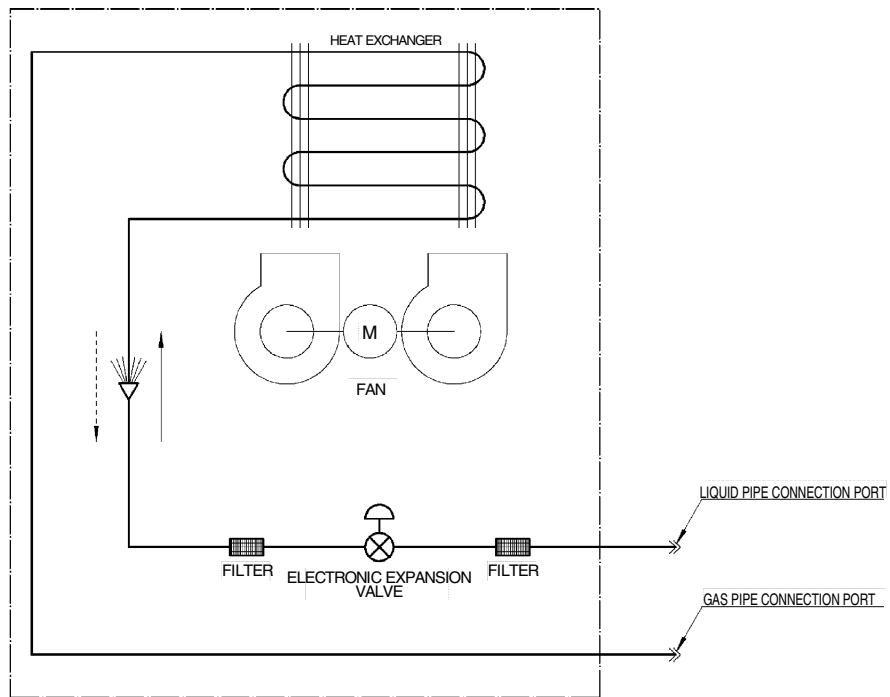 HEAT EXCHANGER
M
FAN
LIQUID PIPE CONNECTION PORT
FILTER
ELECTRONIC EXPANSION
VALVE
FILTER
GAS PIPE CONNECTION PORT